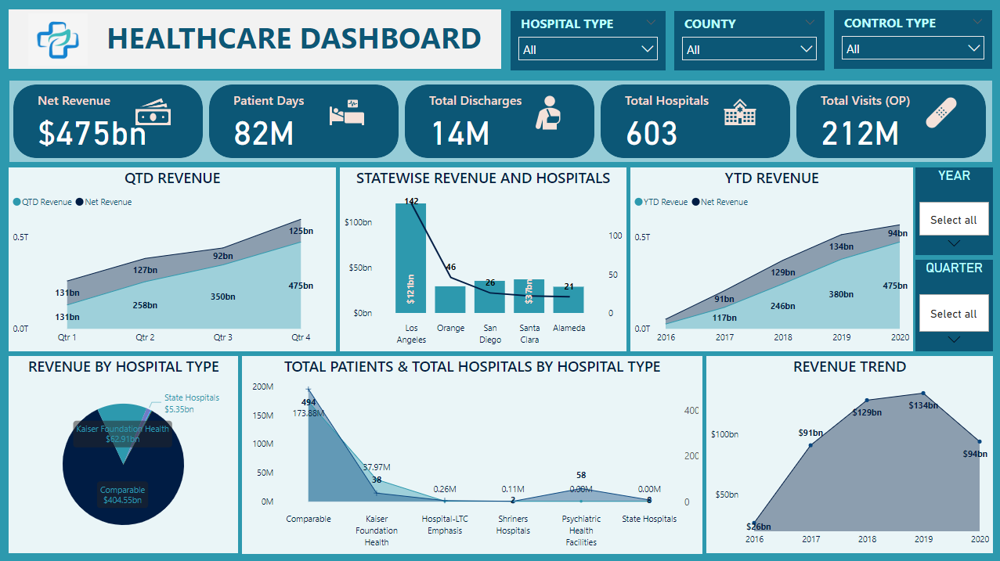 HEALTHCARE DASHBOARD
HOSPITAL TYPE
All
COUNTY
All
CONTROL TYPE
All
Net Revenue
$475bn
Patient Days
82M
Total Discharges
14M
Total Hospitals
603
Total Visits (OP)
212M
QTD REVENUE
QTD Revenue Net Revenue
0.5T
0.0T
125bn
92bn
127bn
131bn
475bn
350bn
258bn
131bn
Qtr 1 Qtr 2 Qtr 3 Qtr 4
STATEWISE REVENUE AND HOSPITALS
$100bn
$50bn
$0bn
142
46
26
21
$121bn
$37bn
100
50
0
Los
Angeles
Orange
San
Diego
Santa
Clara
Alameda
YTD REVENUE
YTD Reveue Net Revenue
0.5T
0.0T
94bn
134bn
129bn
91bn
475bn
380bn
246bn
117bn
2016 2017 2018 2019 2020
YEAR
Select all
QUARTER
Select all
REVENUE BY HOSPITAL TYPE
State Hospitals
$5.35bn
Kaiser Foundation Health
$62.91bn
Comparable
$404.55bn
TOTAL PATIENTS & TOTAL HOSPITALS BY HOSPITAL TYPE
200M
150M
100M
50M
0M
494
173.88M
37.97M
38
0.26M
0.11M
2
58
0.00M
0.00M
8
400
200
0
Comparable
Kaiser
Foundation
Health
Hospital-LTC
Emphasis
Shriners
Hospitals
Psychiatric
Health
Facilities
State Hospitals
REVENUE TREND
$100bn
$50bn
$26bn
$91bn
$129bn
$134bn
$94bn
2016 2017 2018 2019 2020